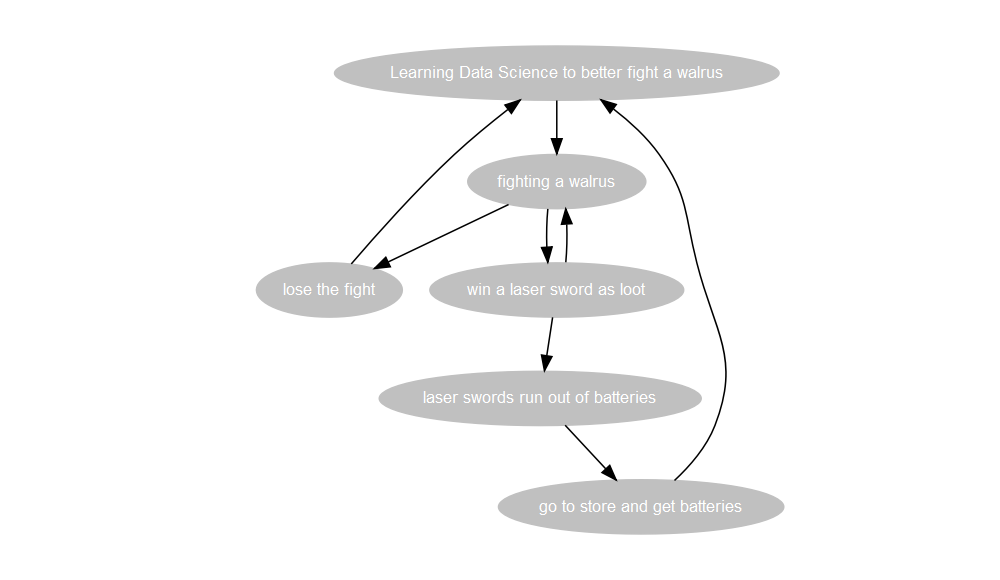 Learning Data Science to better fight a walrus
fighting a walrus
lose the fight
win a laser sword as loot
laser swords run out of batteries
go to store and get batteries